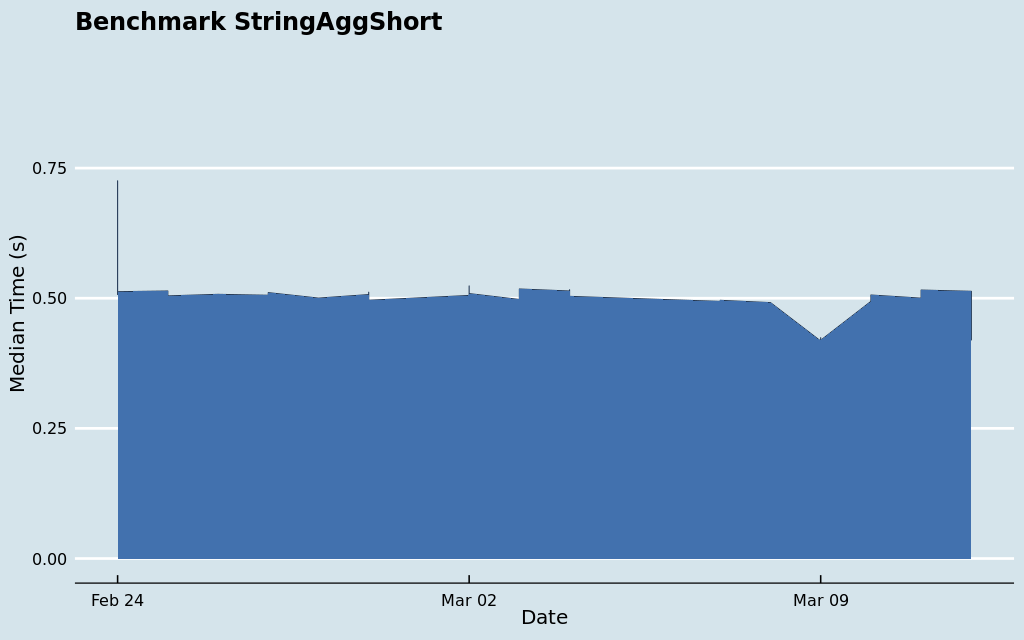 Benchmark StringAggShort
Median Time (s)
0.75
0.50
0.25
0.00
Feb 24
Mar 02
Mar 09
Date